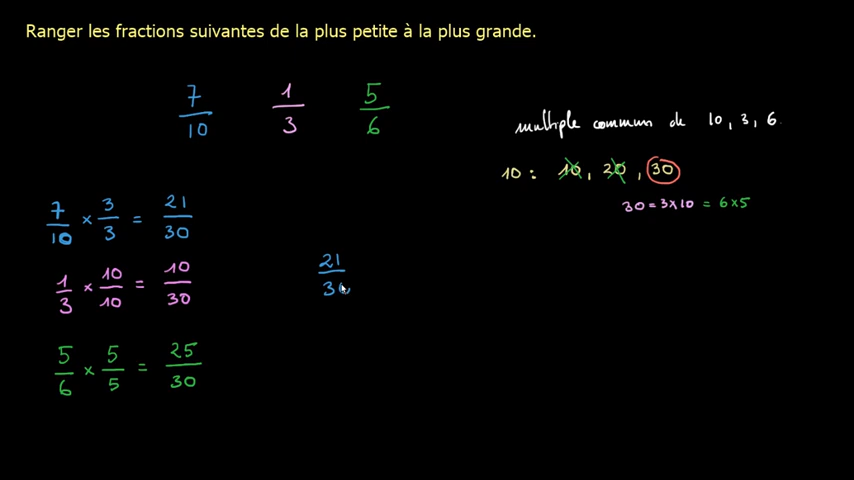 Ranger les fractions suivantes de la plus petite à la plus grande.
7/10 1/3 5/6
multiple commun de 10, 3, 6
10 : 10, 20, 30
30 = 3 x 10 = 6 x 5
7/10 x 3/3 = 21/30
1/3 x 10/10 = 10/30
21/30
5/6 x 5/5 = 25/30